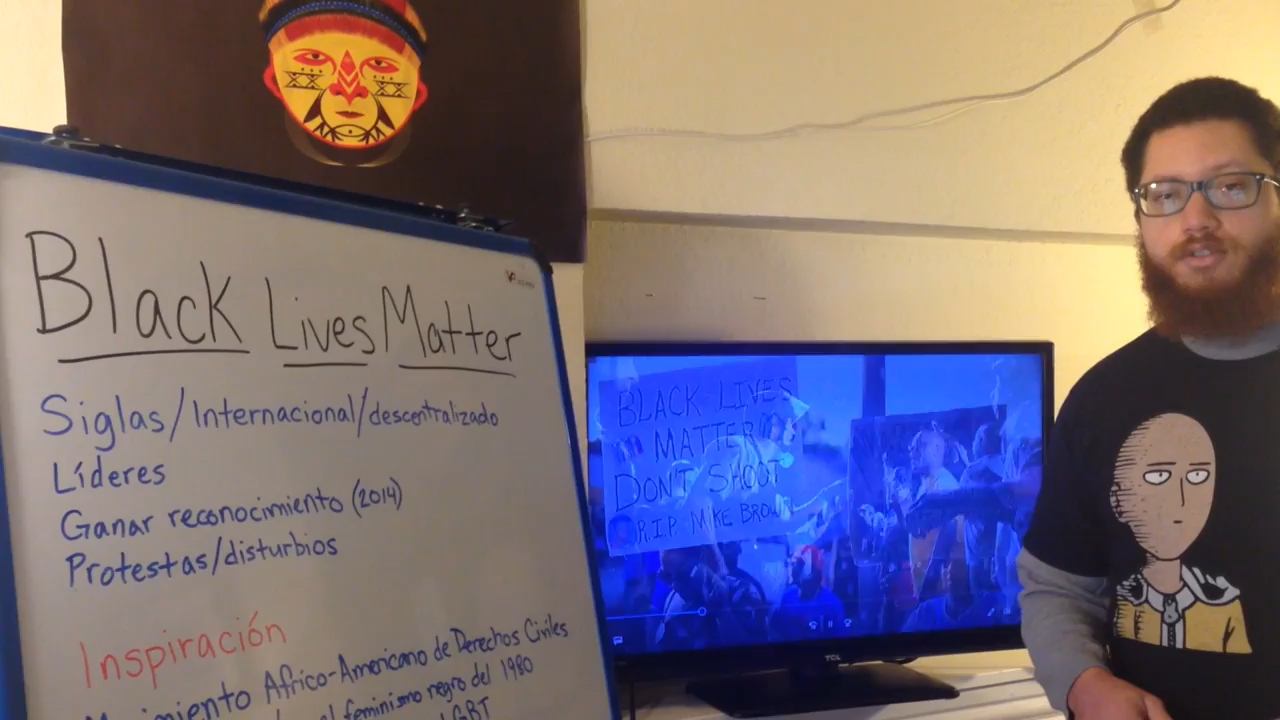 Black Lives Matter
Siglas/Internacional/descentralizado
Líderes
Ganar reconocimiento (2014)
Protestas/disturbios
Inspiración
Africo-Americano de Derechos Civiles
feminismo negro del 1980
LGBT
BLACK LIVES
MATTER
DON'T SHOOT
R.I.P. MIKE BROWN
TCL